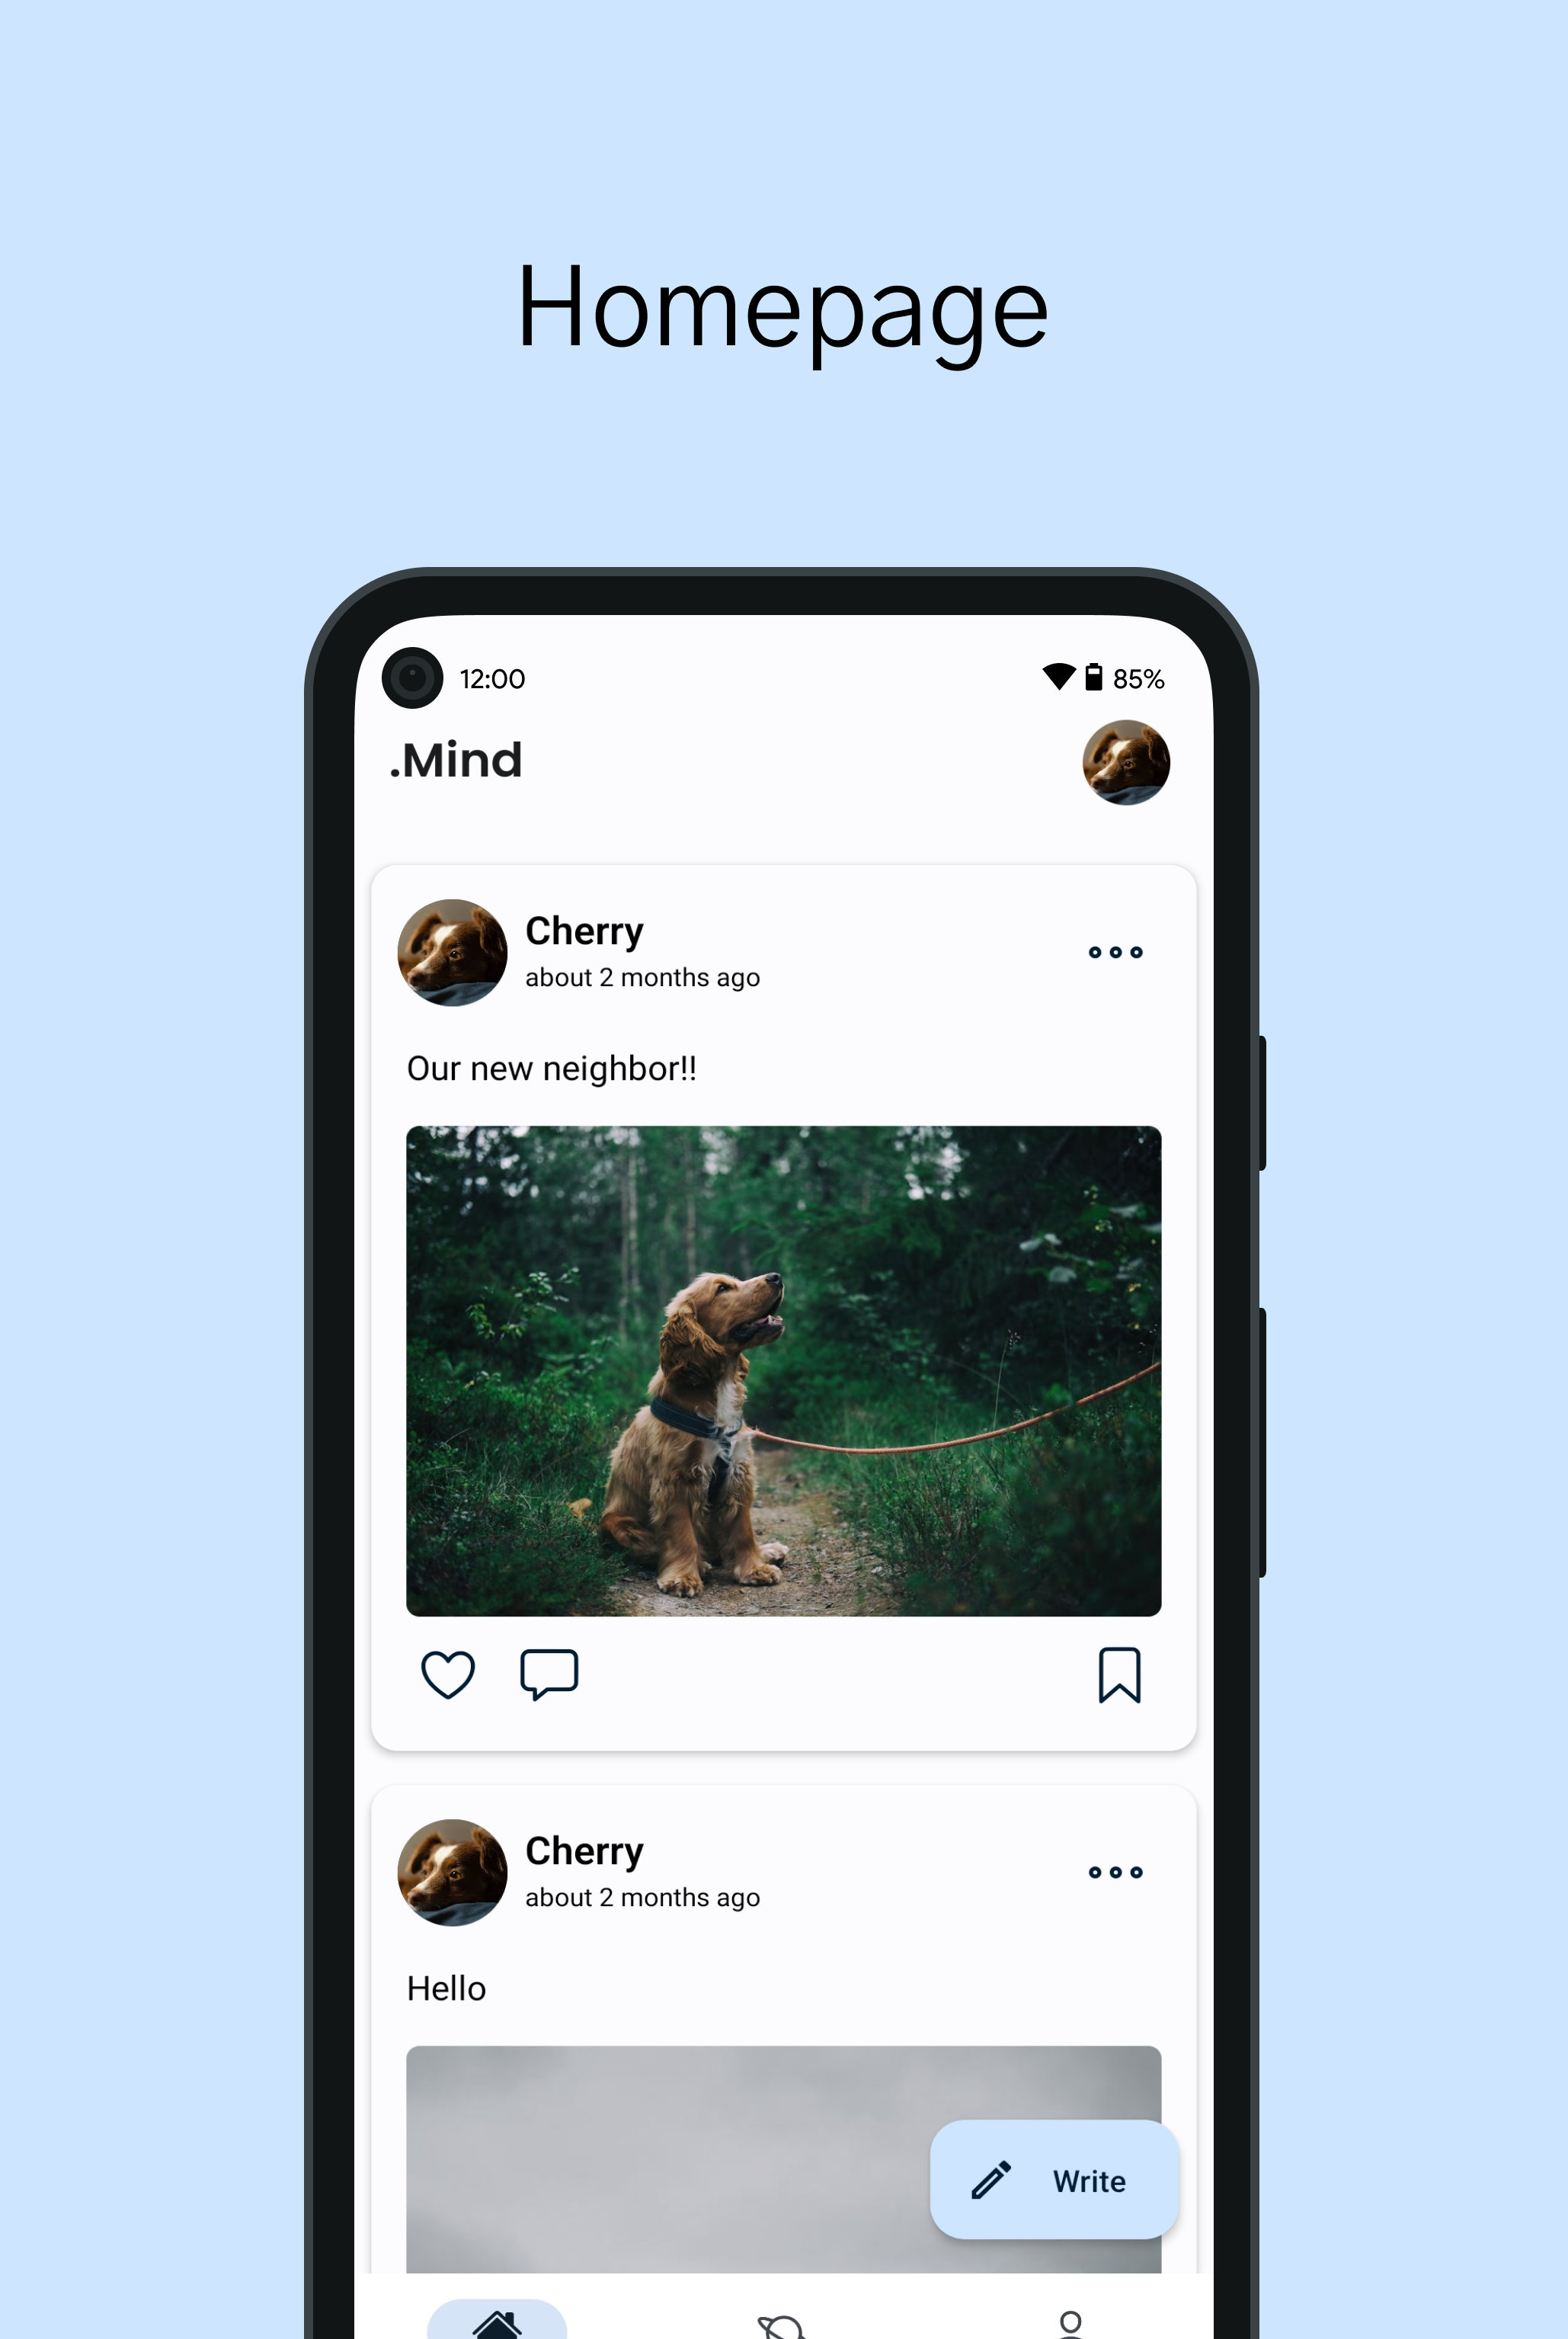 Homepage
12:00
85%
.Mind
Cherry
about 2 months ago
Our new neighbor!!
Cherry
about 2 months ago
Hello
Write